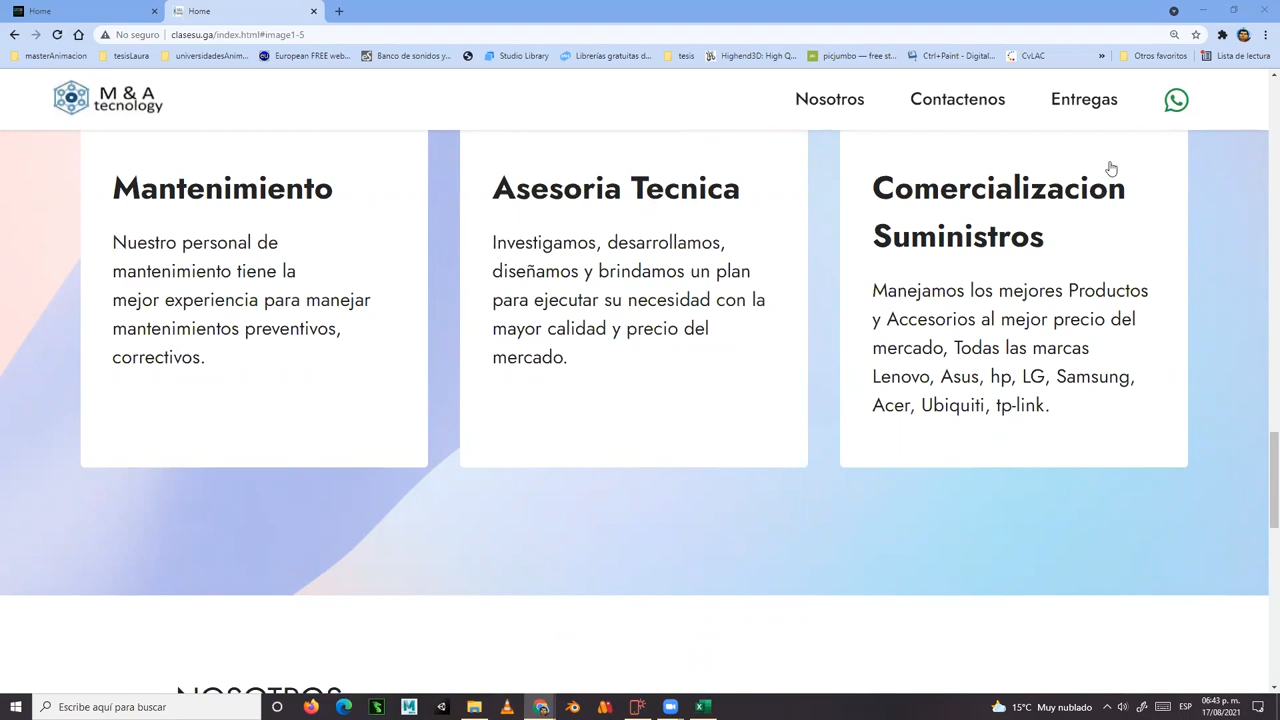 Home
Home
No seguro | clasesu.ga/index.html#image1-5
masterAnimacion
tesisLaura
universidadesAnim...
European FREE web...
Banco de sonidos y...
Studio Library
Librerías gratuitas d...
tesis
Highend3D: High Q...
picjumbo — free st...
Ctrl+Paint - Digital...
CvLAC
»
Otros favoritos
Lista de lectura
M & A
tecnology
Nosotros
Contactenos
Entregas
Mantenimiento
Nuestro personal de
mantenimiento tiene la
mejor experiencia para manejar
mantenimientos preventivos,
correctivos.
Asesoria Tecnica
Investigamos, desarrollamos,
diseñamos y brindamos un plan
para ejecutar su necesidad con la
mayor calidad y precio del
mercado.
Comercializacion
Suministros
Manejamos los mejores Productos
y Accesorios al mejor precio del
mercado, Todas las marcas
Lenovo, Asus, hp, LG, Samsung,
Acer, Ubiquiti, tp-link.
NOSOTROS
Escribe aquí para buscar
15°C Muy nublado
ESP
06:43 p. m.
17/08/2021